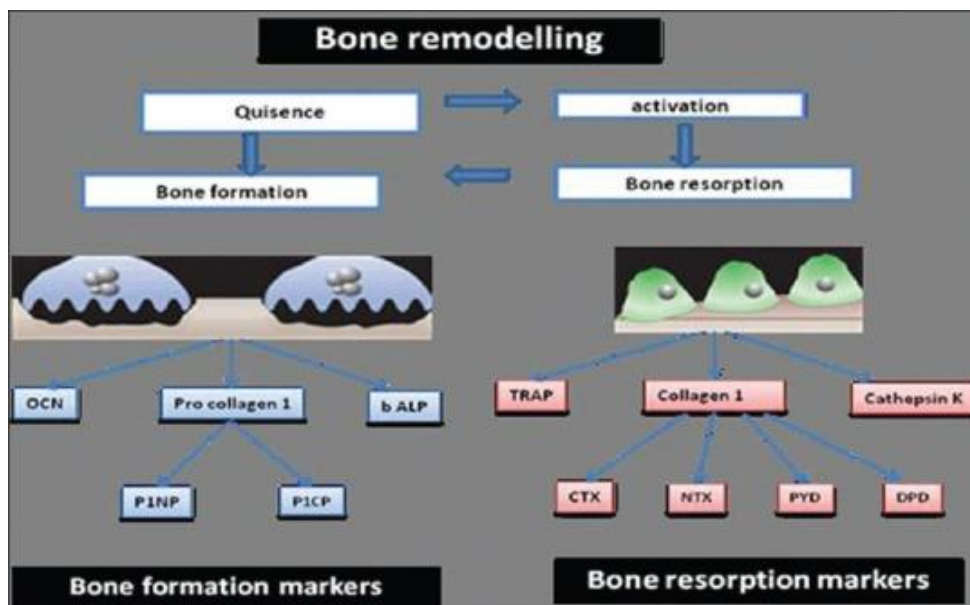 Bone remodelling
Quisence
activation
Bone formation
Bone resorption
OCN
Pro collagen 1
b ALP
TRAP
Collagen 1
Cathepsin K
P1NP
P1CP
CTX
NTX
PYD
DPD
Bone formation markers
Bone resorption markers